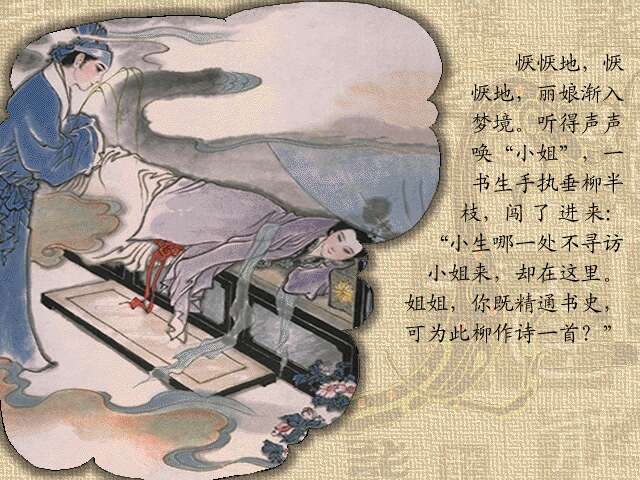 恹恹地，恹
恹地，丽娘渐入
梦境。听得声声
唤“小姐”，一
书生手执垂柳半
枝，闯了进来：
“小生哪一处不寻访
小姐来，却在这里。
姐姐，你既精通书史，
可为此柳作诗一首？”